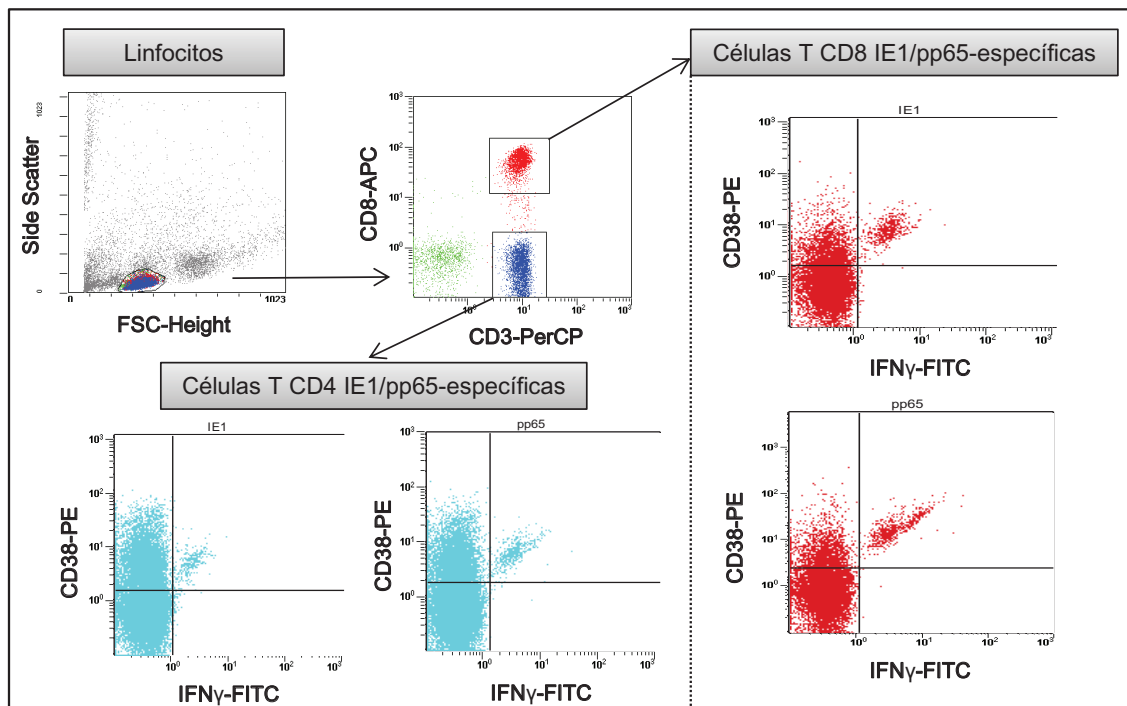 Linfocitos
1023
Side Scatter
0
0
1023
FSC-Height
10³
10²
10¹
10⁰
CD8-APC
10⁰
10¹
10²
10³
CD3-PerCP
Células T CD8 IE1/pp65-específicas
IE1
10³
10²
10¹
10⁰
CD38-PE
10⁰
10¹
10²
10³
IFNγ-FITC
pp65
10³
10²
10¹
10⁰
CD38-PE
10⁰
10¹
10²
10³
IFNγ-FITC
Células T CD4 IE1/pp65-específicas
IE1
10³
10²
10¹
10⁰
CD38-PE
10⁰
10¹
10²
10³
IFNγ-FITC
pp65
10³
10²
10¹
10⁰
CD38-PE
10⁰
10¹
10²
10³
IFNγ-FITC